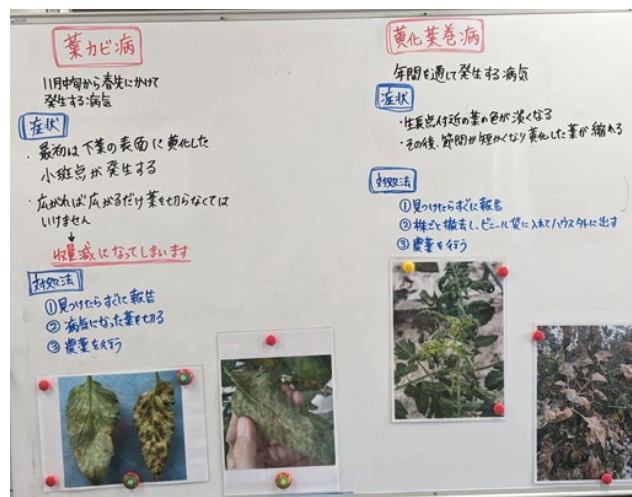 葉カビ病
11月中旬から春先にかけて
発生する病気
症状
・最初は下葉の表面に黄化した
小斑点が発生する
・広がれば広がるだけ葉を切らなくては
いけません
↓
収量減になってしまいます
対処法
①見つけたらすぐに報告
②病気になった葉を切る
③農薬を行う
黄化葉巻病
年間を通して発生する病気
症状
・生長点付近の葉の色が淡くなる
・その後、節間が短かくなり黄化した葉が縮れる
対処法
①見つけたらすぐに報告
②株ごと撤去し、ビニール袋に入れてハウス外に出す
③農薬を行う